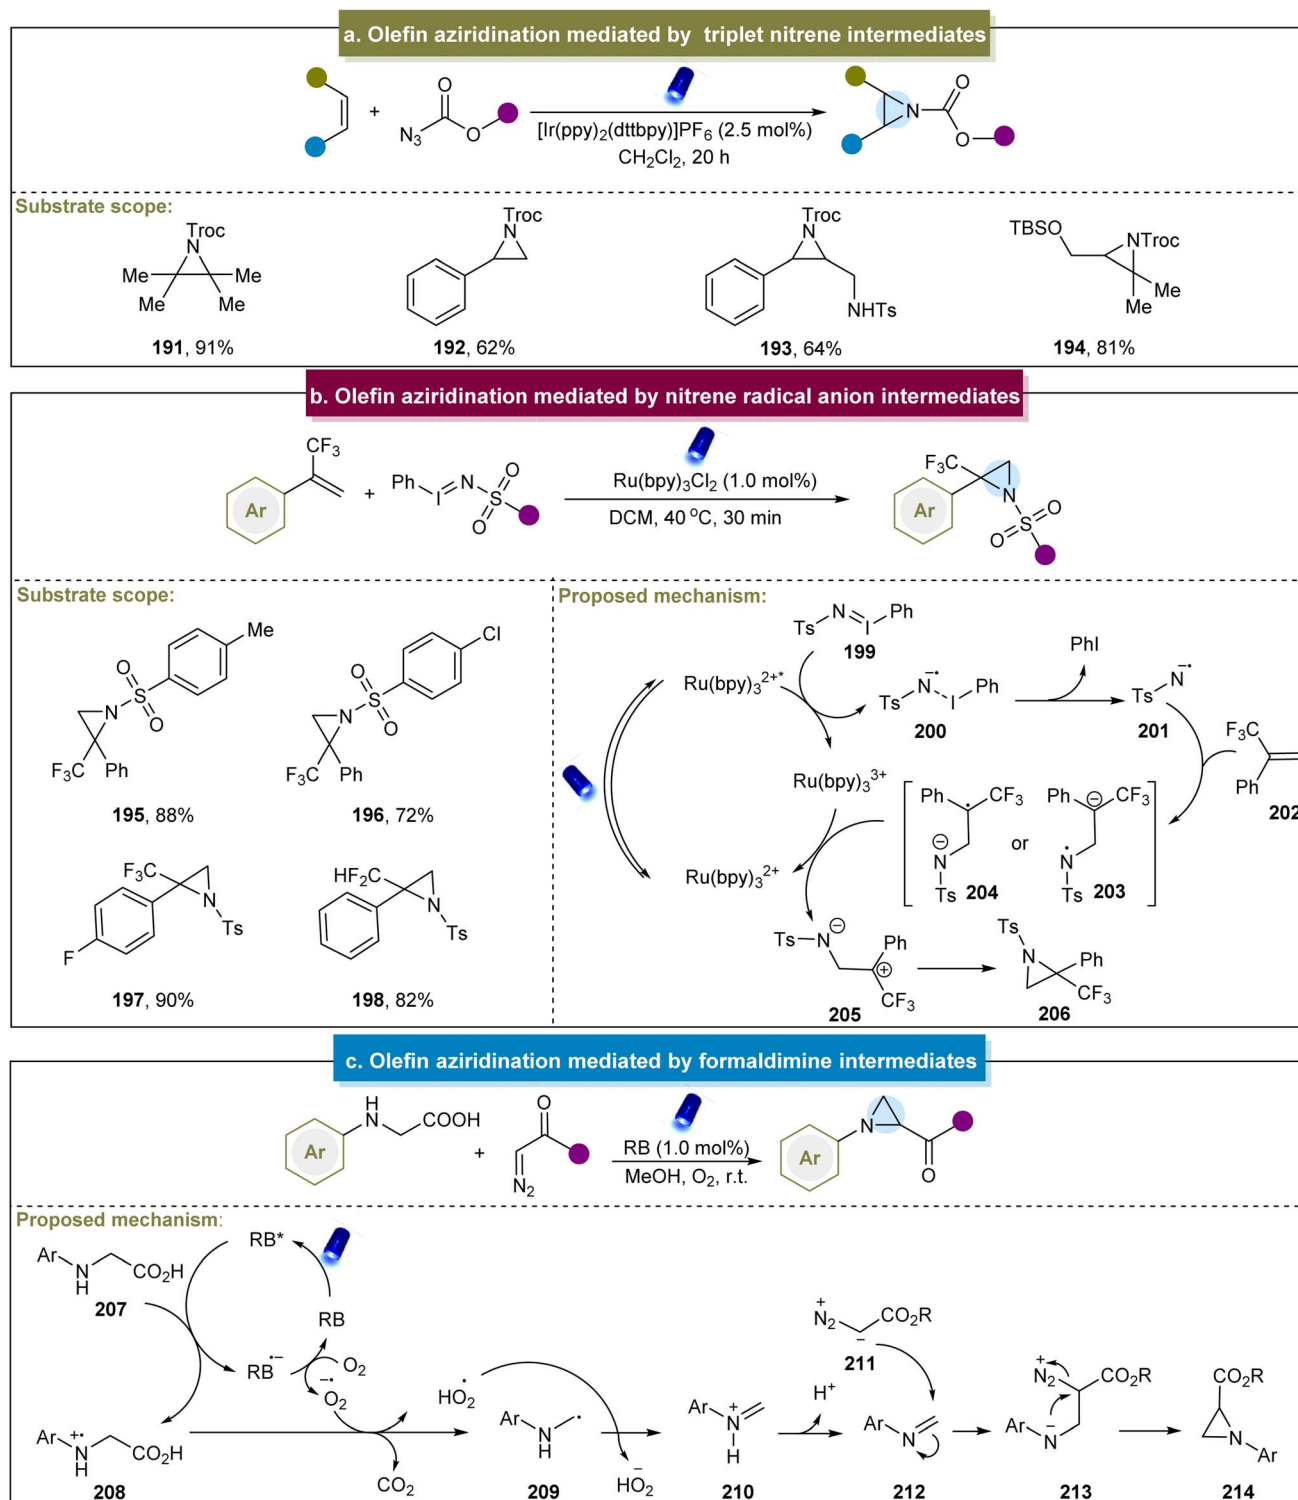 a. Olefin aziridination mediated by triplet nitrene intermediates
+
N₃
O
O
[Ir(ppy)₂(dttbpy)]PF₆ (2.5 mol%)
CH₂Cl₂, 20 h
N
O
O
Substrate scope:
Troc
N
Me
Me
Me
Me
191, 91%
Troc
N
192, 62%
Troc
N
NHTs
193, 64%
TBSO
NTroc
Me
Me
194, 81%
b. Olefin aziridination mediated by nitrene radical anion intermediates
CF₃
Ar
+
Ph
I
N
S
O
O
Ru(bpy)₃Cl₂ (1.0 mol%)
DCM, 40 °C, 30 min
F₃C
Ar
N
S
O
O
Substrate scope:
Me
O
S
O
N
F₃C
Ph
195, 88%
Cl
O
S
O
N
F₃C
Ph
196, 72%
F₃C
N
Ts
F
197, 90%
HF₂C
N
Ts
198, 82%
Proposed mechanism:
Ts
N
I
Ph
199
Ru(bpy)₃²⁺*
Ts
N
−•
I
Ph
200
PhI
Ts
N
−•
201
F₃C
Ph
202
Ru(bpy)₃³⁺
Ph
•
CF₃
−
N
Ts
204
or
Ph
−
CF₃
•
N
Ts
203
Ru(bpy)₃²⁺
Ts
N
−
Ph
+
CF₃
205
Ts
N
Ph
CF₃
206
c. Olefin aziridination mediated by formaldimine intermediates
Ar
H
N
COOH
+
O
N₂
RB (1.0 mol%)
MeOH, O₂, r.t.
Ar
N
O
Proposed mechanism:
Ar
N
H
CO₂H
207
RB*
RB
RB•−
O₂
−•
O₂
Ar
+•
N
H
CO₂H
208
CO₂
•
HO₂
Ar
N
H
•
209
−
HO₂
Ar
+
N
H
210
H⁺
+
N₂
CO₂R
−
211
Ar
N
212
+
N₂
CO₂R
Ar
−
N
213
CO₂R
N
Ar
214